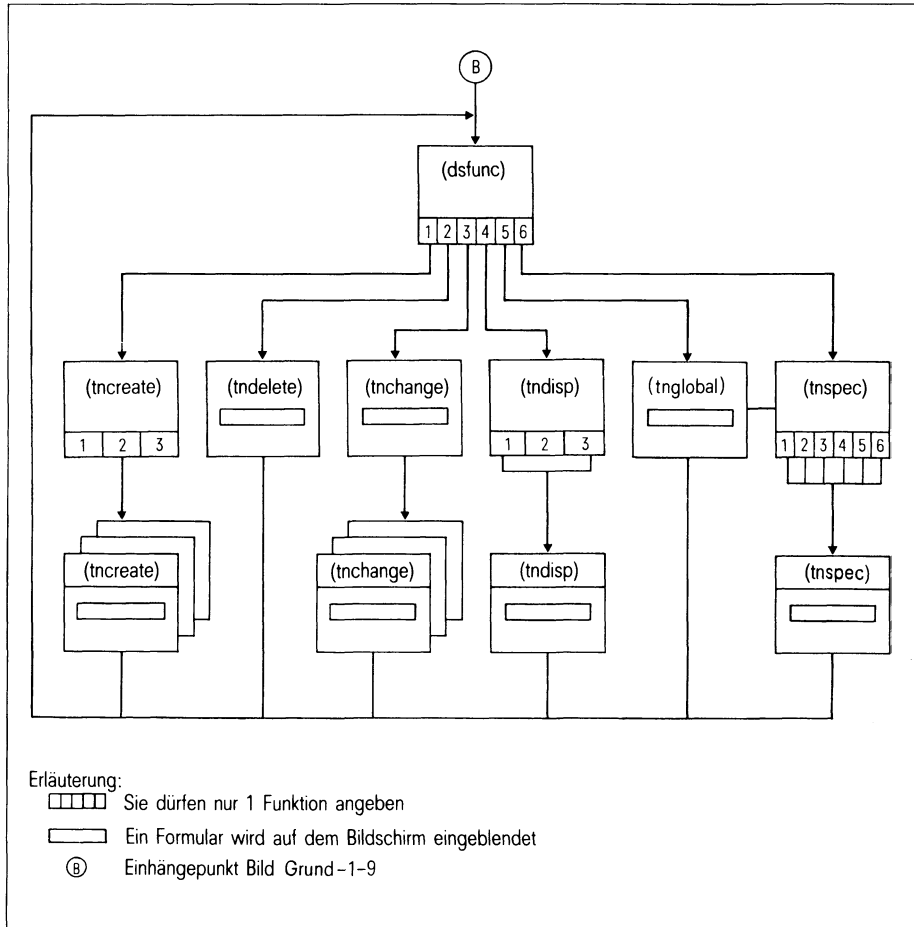 B
(dsfunc)
1 2 3 4 5 6
(tncreate) (tndelete) (tnchange) (tndisp) (tnglobal) (tnspec)
1 2 3 1 2 3 1 2 3 4 5 6
(tncreate) (tnchange) (tndisp) (tnspec)
Erläuterung:
Sie dürfen nur 1 Funktion angeben
Ein Formular wird auf dem Bildschirm eingeblendet
B Einhängepunkt Bild Grund-1-9